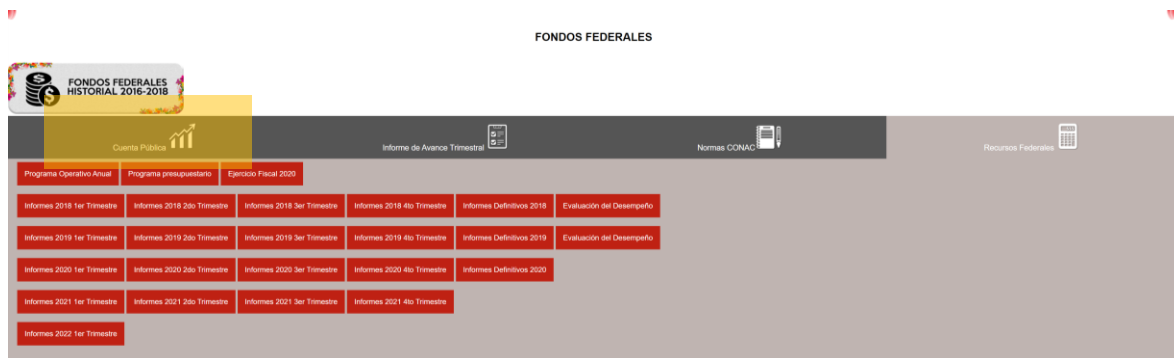 FONDOS FEDERALES
FONDOS FEDERALES
HISTORIAL 2016-2018
Cuenta Pública
Informe de Avance Trimestral
Normas CONAC
Recursos Federales
Programa Operativo Anual
Programa presupuestario
Ejercicio Fiscal 2020
Informes 2018 1er Trimestre
Informes 2018 2do Trimestre
Informes 2018 3er Trimestre
Informes 2018 4to Trimestre
Informes Definitivos 2018
Evaluación del Desempeño
Informes 2019 1er Trimestre
Informes 2019 2do Trimestre
Informes 2019 3er Trimestre
Informes 2019 4to Trimestre
Informes Definitivos 2019
Evaluación del Desempeño
Informes 2020 1er Trimestre
Informes 2020 2do Trimestre
Informes 2020 3er Trimestre
Informes 2020 4to Trimestre
Informes Definitivos 2020
Informes 2021 1er Trimestre
Informes 2021 2do Trimestre
Informes 2021 3er Trimestre
Informes 2021 4to Trimestre
Informes 2022 1er Trimestre